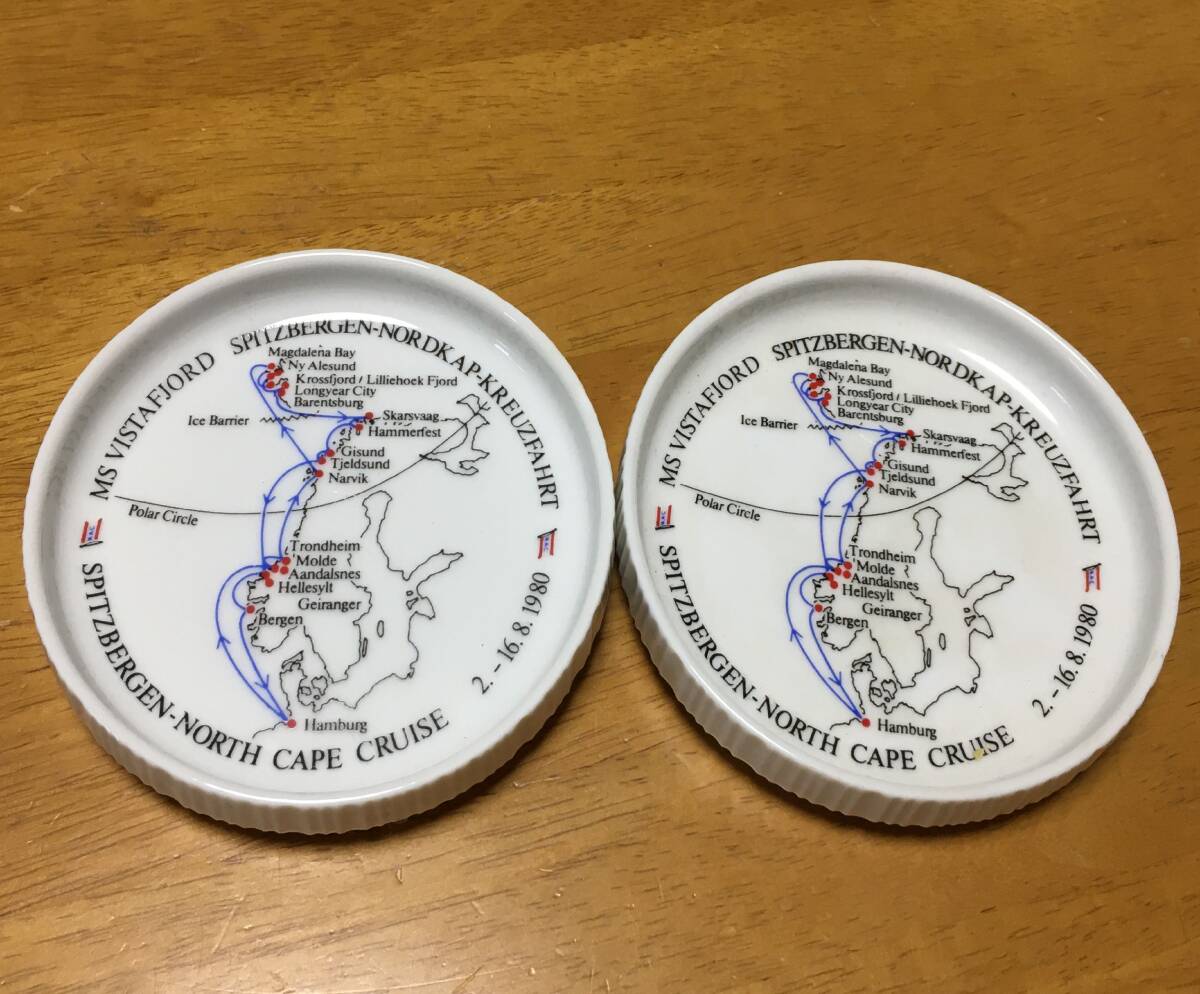 MS VISTAFJORD SPITZBERGEN-NORDKAP-KREUZFAHRT
Magdalena Bay
Ny Alesund
Krossfjord / Lilliehoek Fjord
Longyear City
Barentsburg
Ice Barrier
Skarsvaag
Hammerfest
Gisund
Tjeldsund
Narvik
Polar Circle
Trondheim
Molde
Aandalsnes
Hellesylt
Geiranger
Bergen
Hamburg
SPITZBERGEN-NORTH CAPE CRUISE
2.-16.8.1980
MS VISTAFJORD SPITZBERGEN-NORDKAP-KREUZFAHRT
Magdalena Bay
Ny Alesund
Krossfjord / Lilliehoek Fjord
Longyear City
Barentsburg
Ice Barrier
Skarsvaag
Hammerfest
Gisund
Tjeldsund
Narvik
Polar Circle
Trondheim
Molde
Aandalsnes
Hellesylt
Geiranger
Bergen
Hamburg
SPITZBERGEN-NORTH CAPE CRUISE
2.-16.8.1980